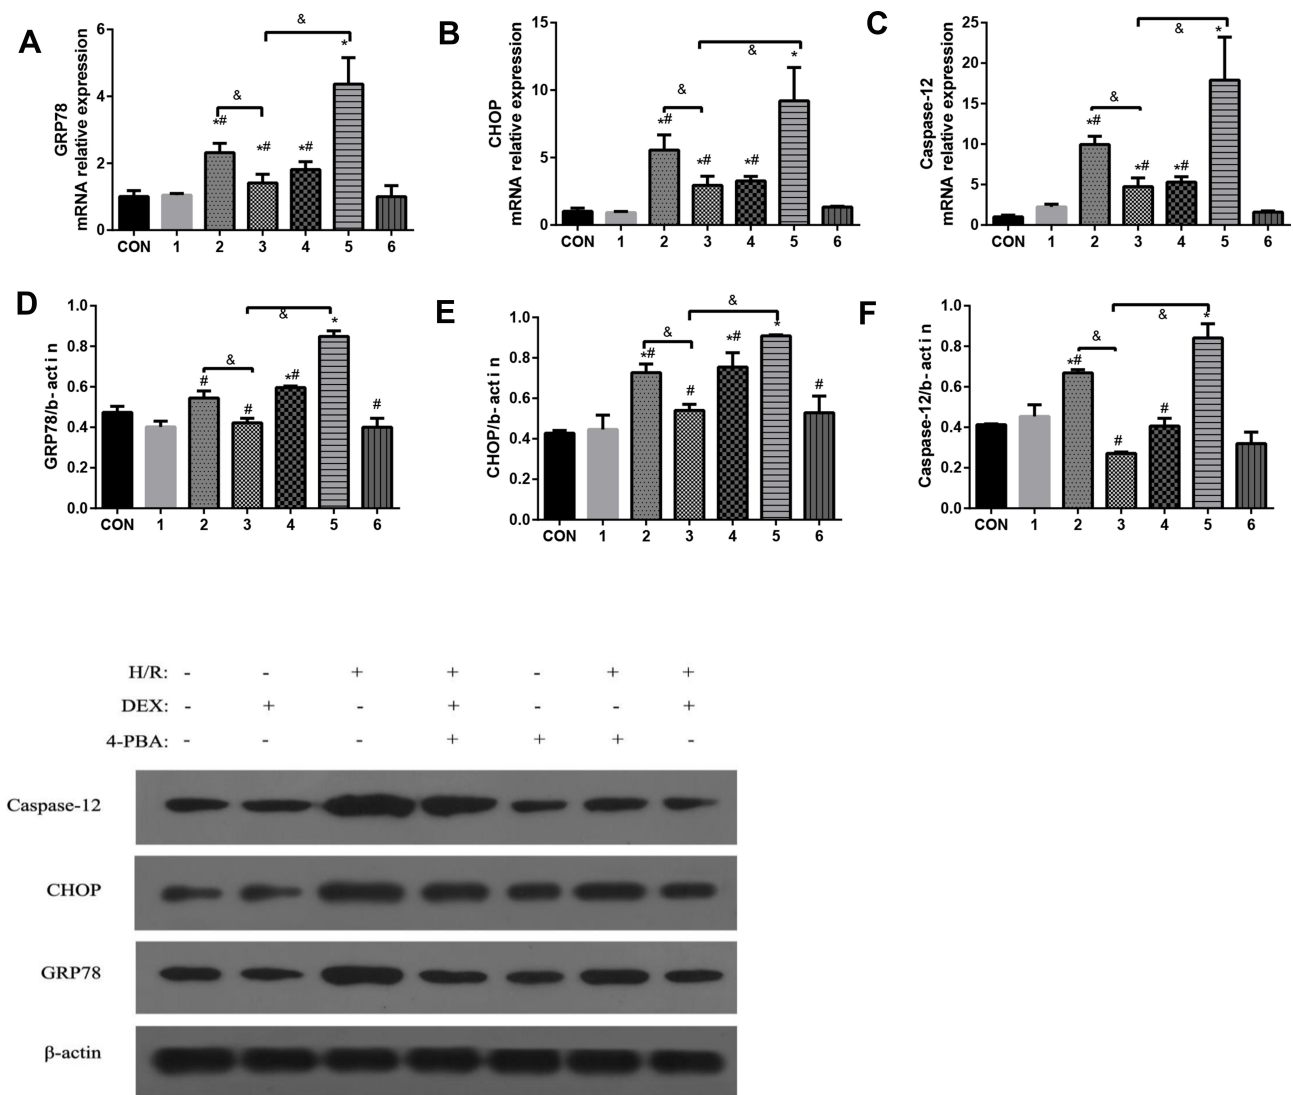 A
GRP78
mRNA relative expression
6
4
2
0
&
&
*#
*#
*#
*
CON 1 2 3 4 5 6
B
CHOP
mRNA relative expression
15
10
5
0
&
&
*#
*#
*#
*
CON 1 2 3 4 5 6
C
Caspase-12
mRNA relative expression
25
20
15
10
5
0
&
&
*#
*#
*#
*
CON 1 2 3 4 5 6
D
GRP78/b-actin
1.0
0.8
0.6
0.4
0.2
0.0
&
&
#
#
*#
*
#
CON 1 2 3 4 5 6
E
CHOP/b-actin
1.0
0.8
0.6
0.4
0.2
0.0
&
&
*#
#
*#
*
#
CON 1 2 3 4 5 6
F
Caspase-12/b-actin
1.0
0.8
0.6
0.4
0.2
0.0
&
&
*#
#
#
*
CON 1 2 3 4 5 6
H/R: - - + + - + +
DEX: - + - + - - +
4-PBA: - - - + + + -
Caspase-12
CHOP
GRP78
β-actin